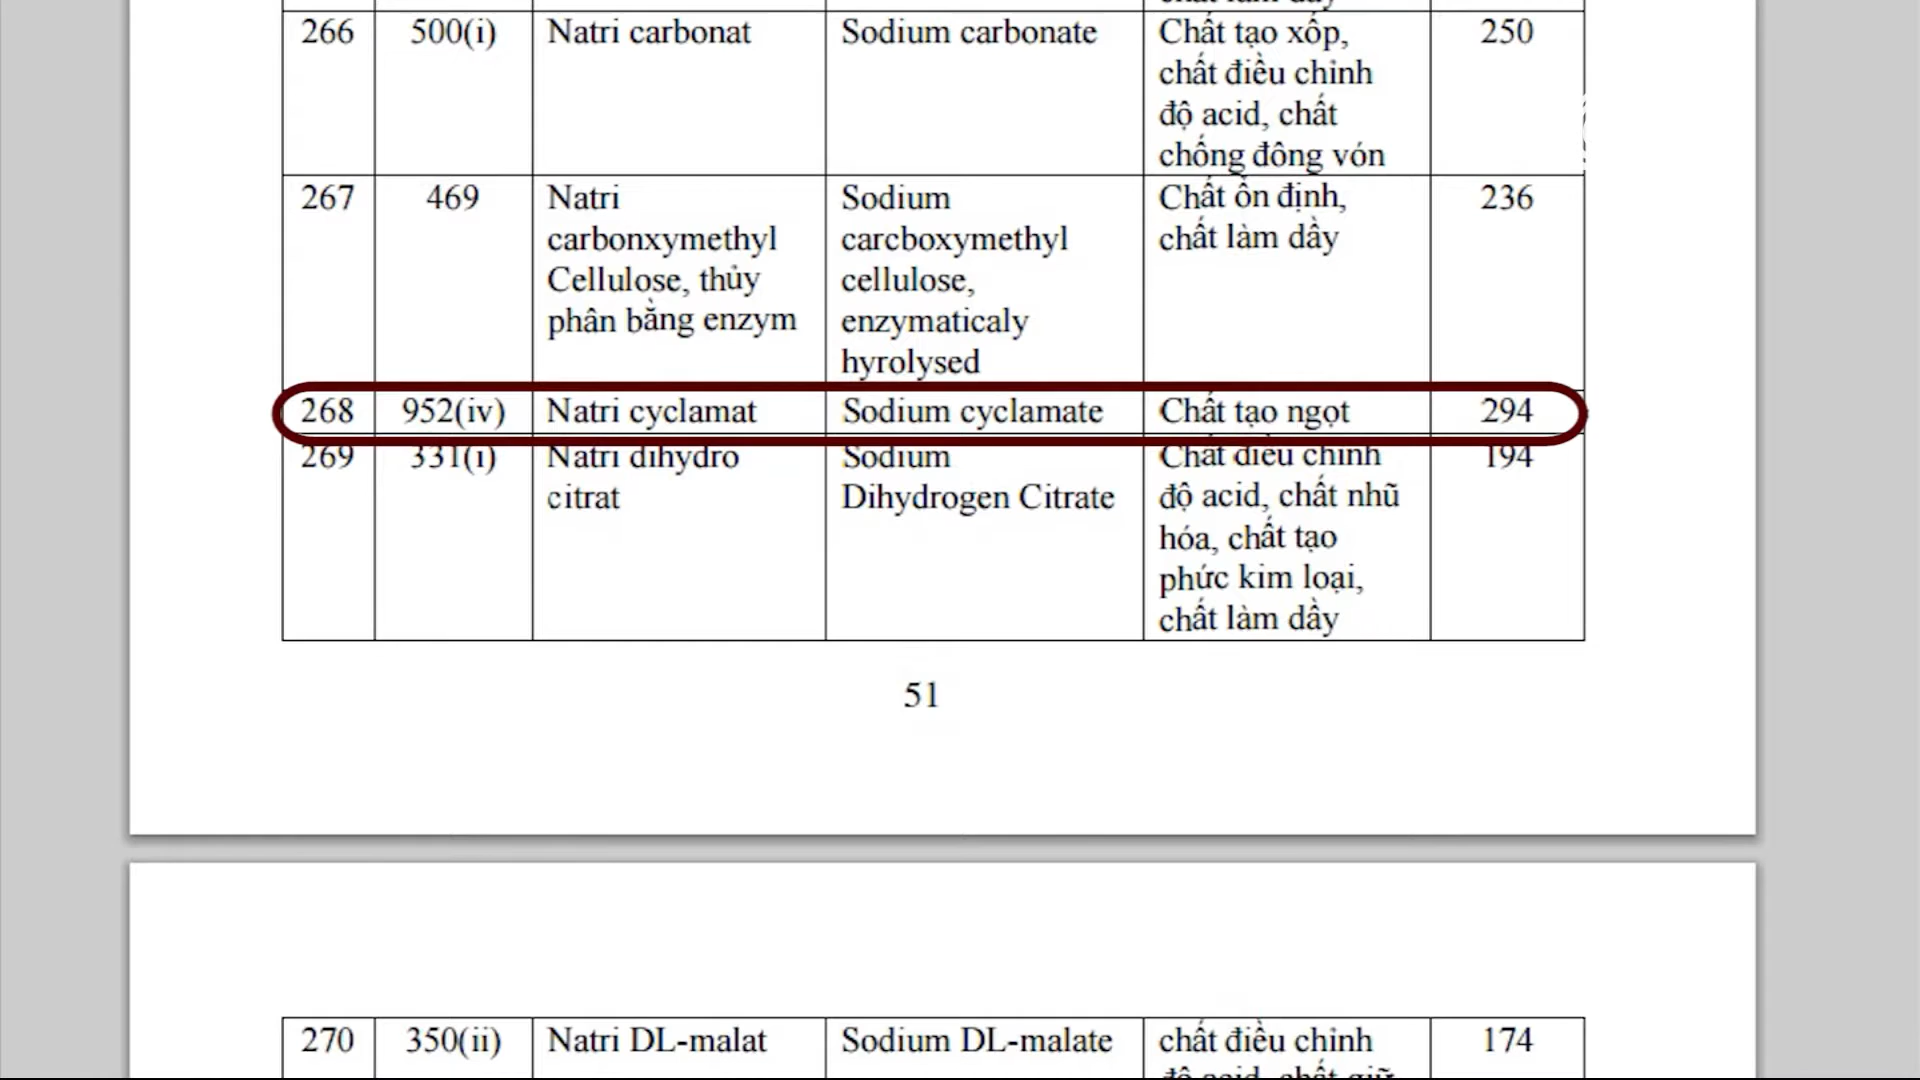 266 500(i) Natri carbonat Sodium carbonate Chất tạo xốp, 250
chất điều chỉnh
độ acid, chất
chống đông vón
267 469 Natri Sodium Chất ổn định, 236
carbonxymethyl carcboxymethyl chất làm dầy
Cellulose, thủy cellulose,
phân bằng enzym enzymaticaly
hyrolysed
268 952(iv) Natri cyclamat Sodium cyclamate Chất tạo ngọt 294
269 331(i) Natri dihydro Sodium Chất điều chỉnh 194
citrat Dihydrogen Citrate độ acid, chất nhũ
hóa, chất tạo
phức kim loại,
chất làm dầy
51
270 350(ii) Natri DL-malat Sodium DL-malate chất điều chỉnh 174